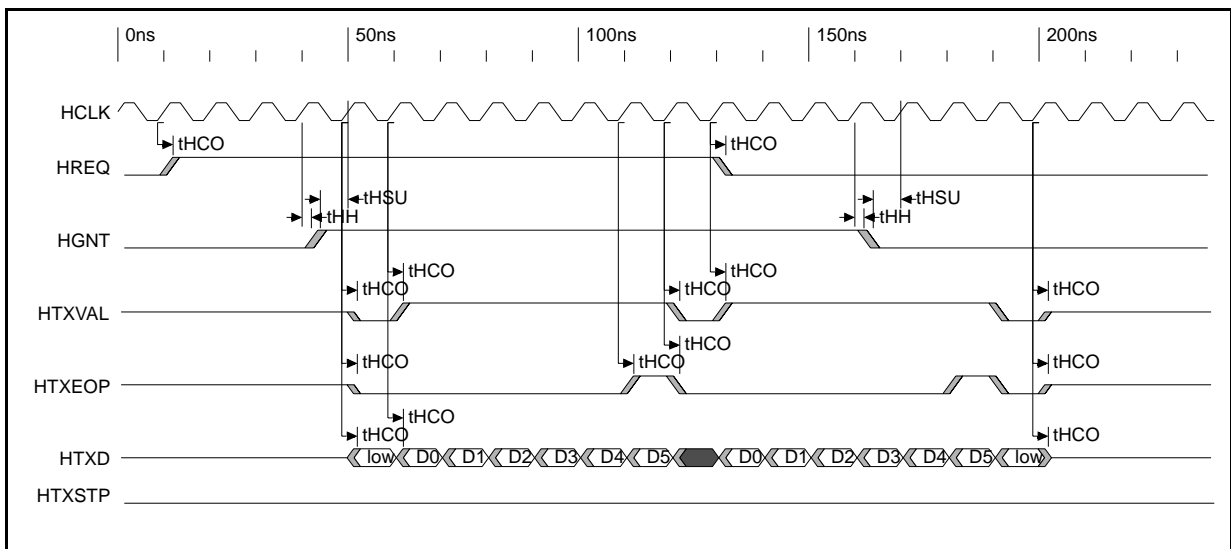 0ns 50ns 100ns 150ns 200ns
HCLK
tHCO tHCO
HREQ
tHSU tHSU
tHH tHH
HGNT
tHCO tHCO
tHCO tHCO tHCO
HTXVAL
tHCO
tHCO tHCO tHCO
HTXEOP
tHCO
tHCO tHCO
HTXD low D0 D1 D2 D3 D4 D5 D0 D1 D2 D3 D4 D5 low
HTXSTP